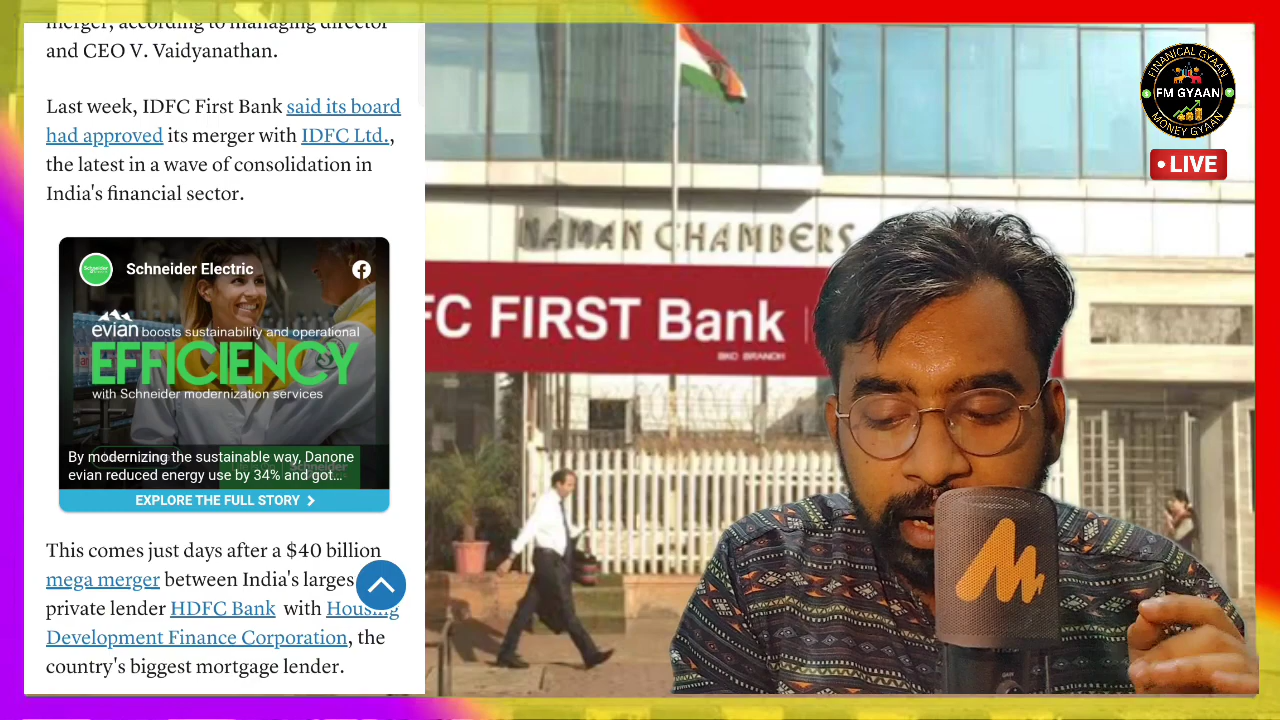 merger, according to managing director
and CEO V. Vaidyanathan.
Last week, IDFC First Bank said its board
had approved its merger with IDFC Ltd.,
the latest in a wave of consolidation in
India's financial sector.
Schneider Electric
evian boosts sustainability and operational
EFFICIENCY
with Schneider modernization services
By modernizing the sustainable way, Danone
evian reduced energy use by 34% and got...
EXPLORE THE FULL STORY
This comes just days after a $40 billion
mega merger between India's larges
private lender HDFC Bank with Housing
Development Finance Corporation, the
country's biggest mortgage lender.
NAMAN CHAMBERS
FC FIRST Bank
BKC BRANCH
FINANICAL GYAAN
FM GYAAN
MONEY GYAAN
• LIVE